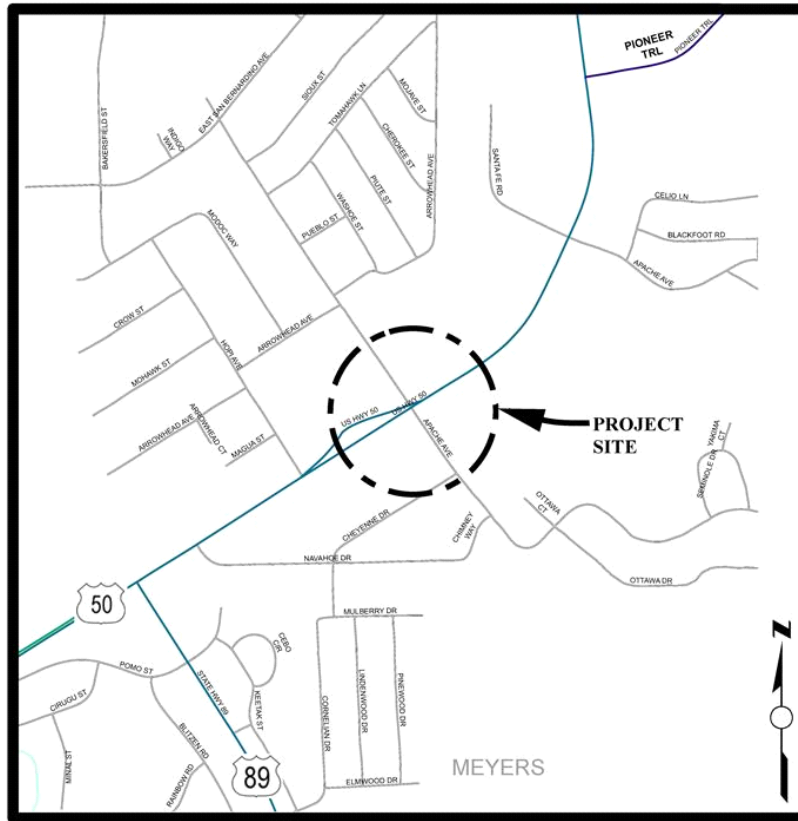 PIONEER
TRL
PIONEER TRL
EAST SAN BERNARDINO AVE
SIOUX ST
TOMAHAWK LN
MOJAVE ST
BAKERSFIELD ST
INDIGO
WAY
CHEROKEE ST
ARROWHEAD AVE
SANTA FE RD
PIUTE ST
WASHOE ST
CELIO LN
MODOC WAY
PUEBLO ST
BLACKFOOT RD
APACHE AVE
CROW ST
ARROWHEAD AVE
HOPI AVE
MOHAWK ST
US HWY 50
US HWY 50
ARROWHEAD AVE
ARROWHEAD CT
MAGUA ST
APACHE AVE
PROJECT
SITE
YAKIMA
CT
SEMINOLE DR
OTTAWA
CT
CHEYENNE DR
CHIMNEY
WAY
NAVAHOE DR
OTTAWA DR
50
MULBERRY DR
CEBO
CIR
POMO ST
STATE HWY 89
KEETAK ST
CIRUGU ST
CORNELIAN DR
LINDENWOOD DR
PINEWOOD DR
BLITZEN RD
MINAL ST
RAINBOW RD
89
ELMWOOD DR
MEYERS
Z